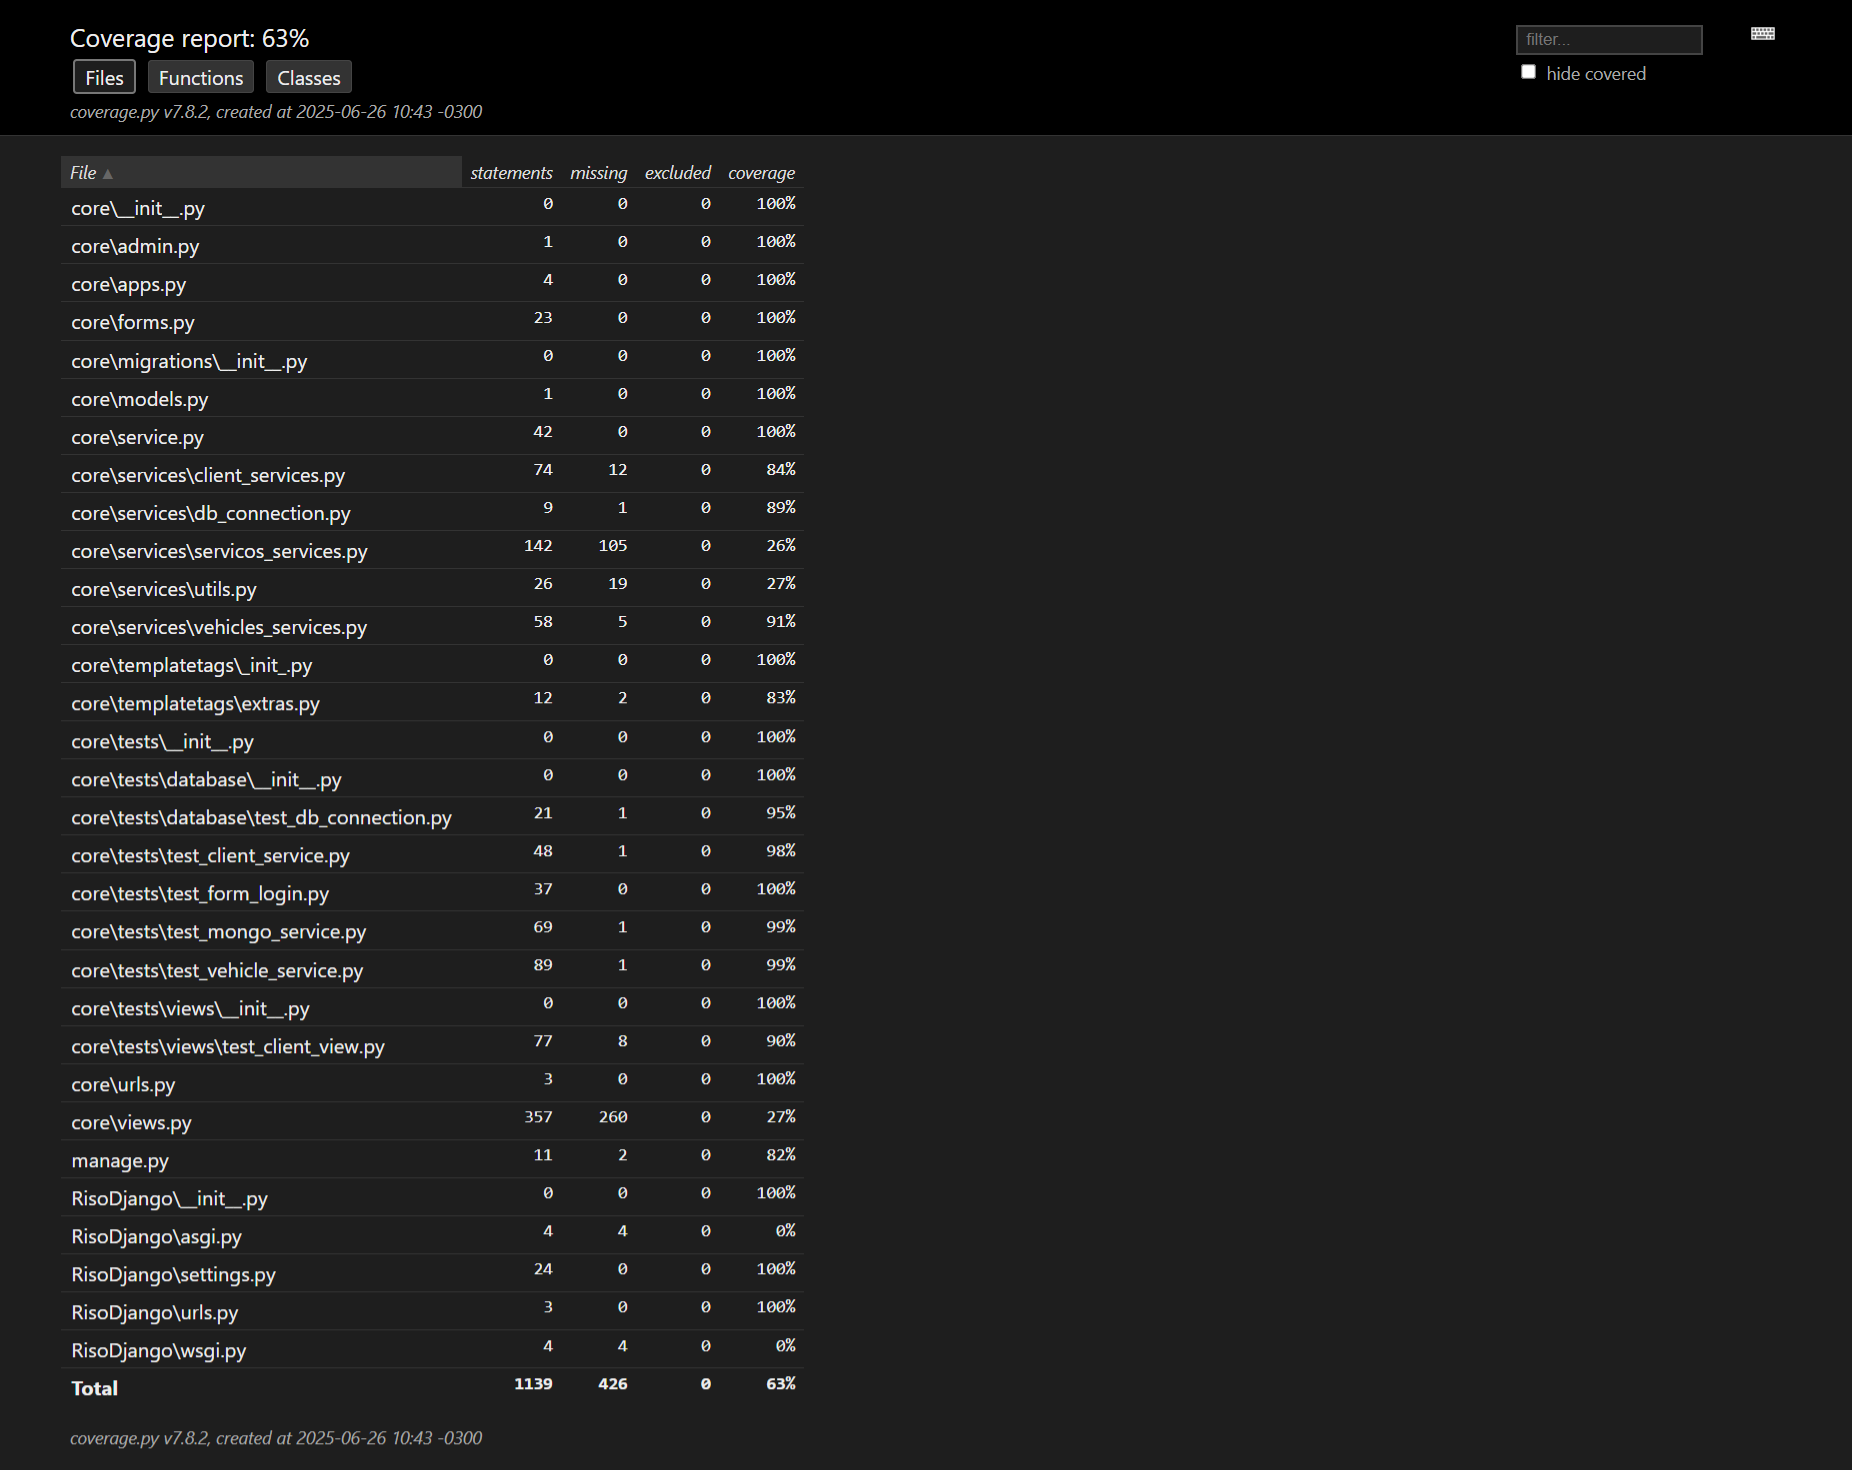 Coverage report: 63%
filter...
Files Functions Classes
hide covered
coverage.py v7.8.2, created at 2025-06-26 10:43 -0300
File ▲ statements missing excluded coverage
core\__init__.py 0 0 0 100%
core\admin.py 1 0 0 100%
core\apps.py 4 0 0 100%
core\forms.py 23 0 0 100%
core\migrations\__init__.py 0 0 0 100%
core\models.py 1 0 0 100%
core\service.py 42 0 0 100%
core\services\client_services.py 74 12 0 84%
core\services\db_connection.py 9 1 0 89%
core\services\servicos_services.py 142 105 0 26%
core\services\utils.py 26 19 0 27%
core\services\vehicles_services.py 58 5 0 91%
core\templatetags\_init_.py 0 0 0 100%
core\templatetags\extras.py 12 2 0 83%
core\tests\__init__.py 0 0 0 100%
core\tests\database\__init__.py 0 0 0 100%
core\tests\database\test_db_connection.py 21 1 0 95%
core\tests\test_client_service.py 48 1 0 98%
core\tests\test_form_login.py 37 0 0 100%
core\tests\test_mongo_service.py 69 1 0 99%
core\tests\test_vehicle_service.py 89 1 0 99%
core\tests\views\__init__.py 0 0 0 100%
core\tests\views\test_client_view.py 77 8 0 90%
core\urls.py 3 0 0 100%
core\views.py 357 260 0 27%
manage.py 11 2 0 82%
RisoDjango\__init__.py 0 0 0 100%
RisoDjango\asgi.py 4 4 0 0%
RisoDjango\settings.py 24 0 0 100%
RisoDjango\urls.py 3 0 0 100%
RisoDjango\wsgi.py 4 4 0 0%
Total 1139 426 0 63%
coverage.py v7.8.2, created at 2025-06-26 10:43 -0300